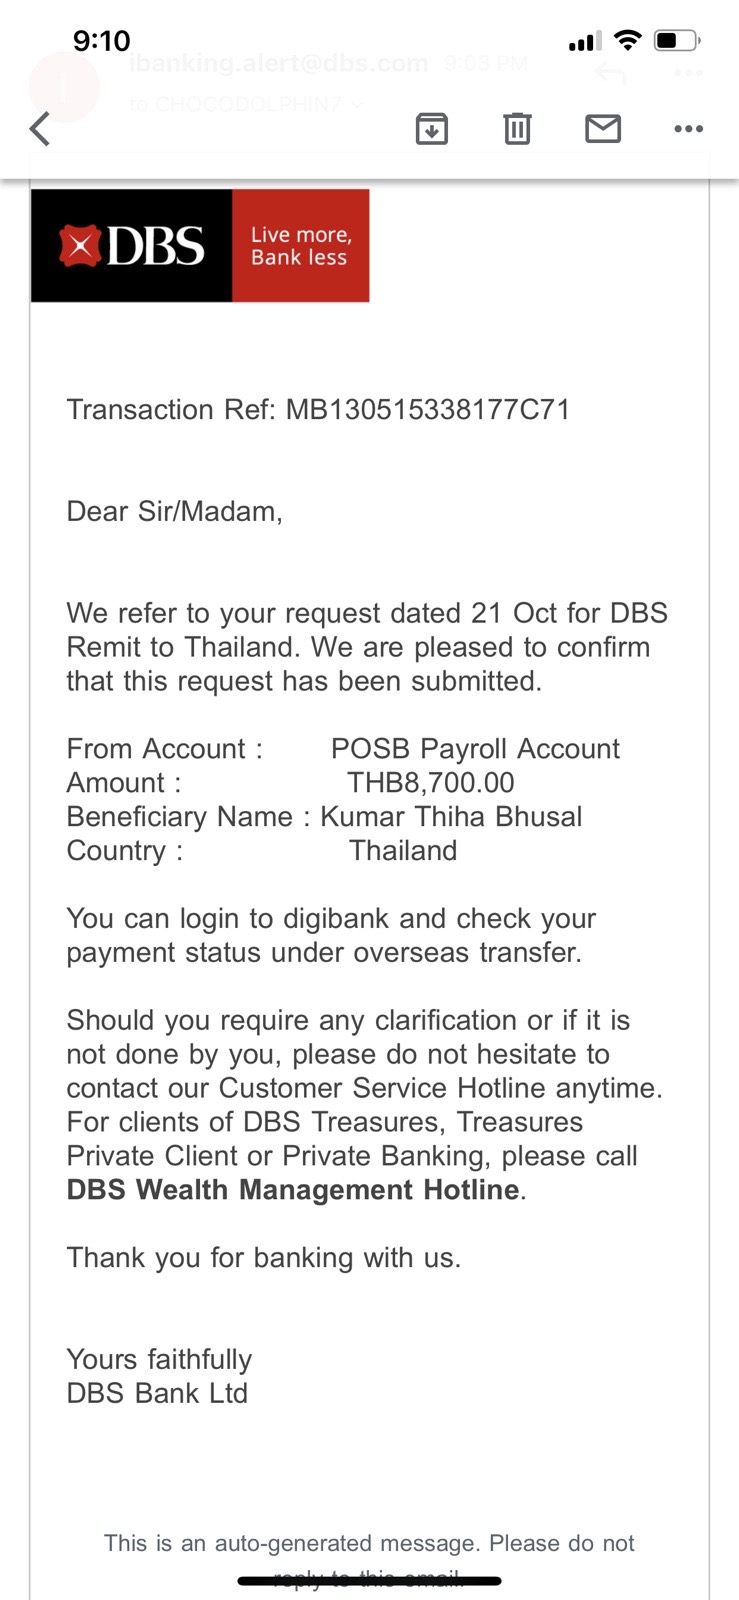 9:10
ibanking.alert@dbs.com 9:03 PM
to CHOCODOLPHIN7
DBS
Live more,
Bank less
Transaction Ref: MB130515338177C71
Dear Sir/Madam,
We refer to your request dated 21 Oct for DBS
Remit to Thailand. We are pleased to confirm
that this request has been submitted.
From Account : POSB Payroll Account
Amount : THB8,700.00
Beneficiary Name : Kumar Thiha Bhusal
Country : Thailand
You can login to digibank and check your
payment status under overseas transfer.
Should you require any clarification or if it is
not done by you, please do not hesitate to
contact our Customer Service Hotline anytime.
For clients of DBS Treasures, Treasures
Private Client or Private Banking, please call
DBS Wealth Management Hotline.
Thank you for banking with us.
Yours faithfully
DBS Bank Ltd
This is an auto-generated message. Please do not
reply to this email.